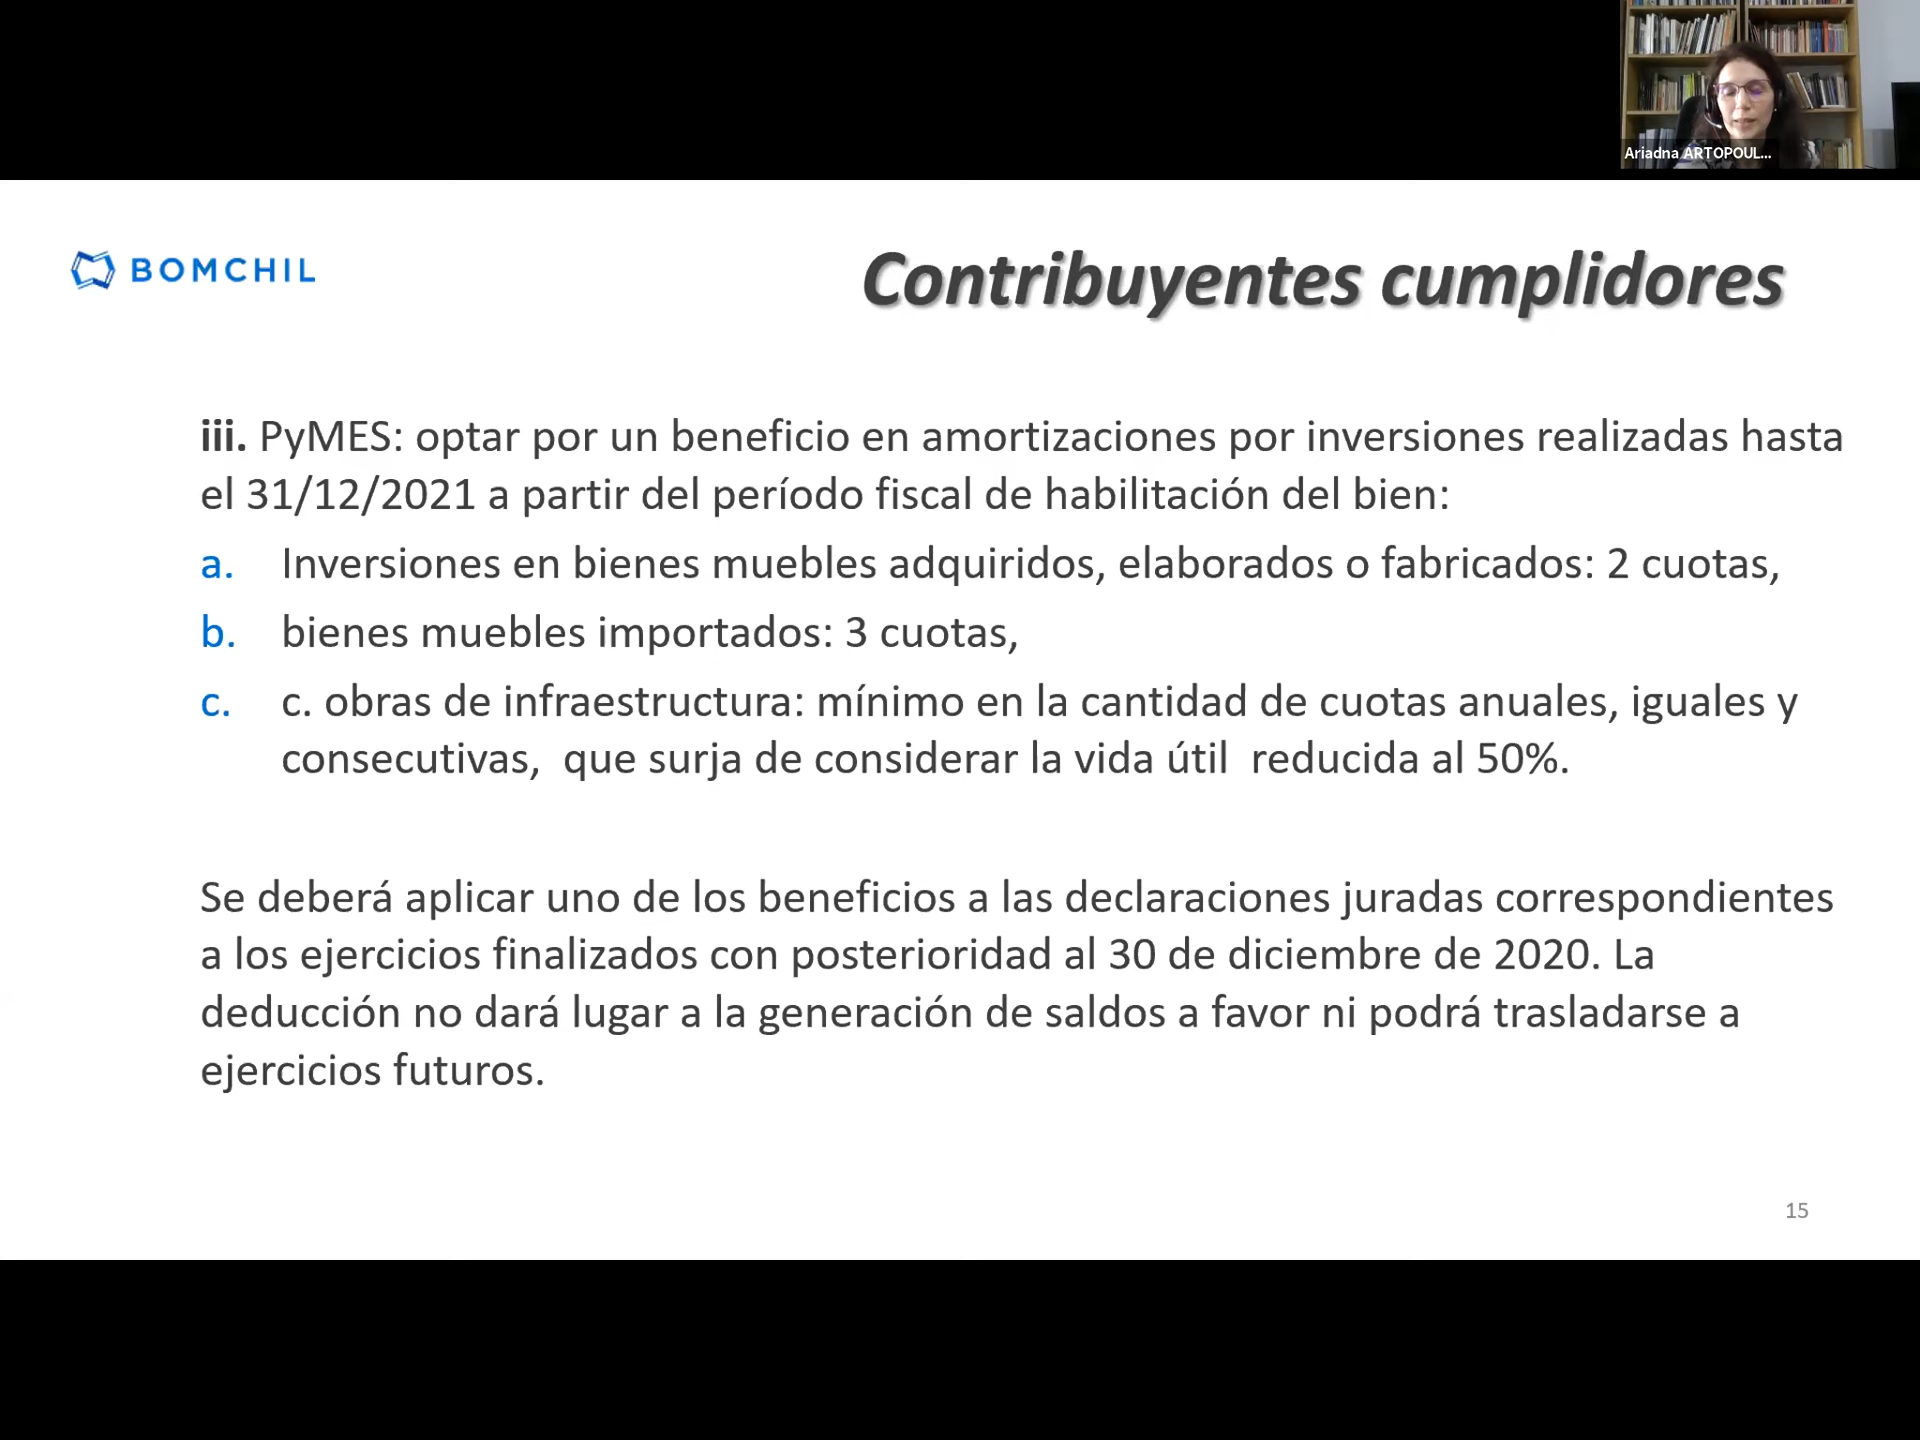 Ariadna ARTOPOUL...
BOMCHIL
Contribuyentes cumplidores
iii. PyMES: optar por un beneficio en amortizaciones por inversiones realizadas hasta
el 31/12/2021 a partir del período fiscal de habilitación del bien:
a. Inversiones en bienes muebles adquiridos, elaborados o fabricados: 2 cuotas,
b. bienes muebles importados: 3 cuotas,
c. c. obras de infraestructura: mínimo en la cantidad de cuotas anuales, iguales y
consecutivas, que surja de considerar la vida útil reducida al 50%.
Se deberá aplicar uno de los beneficios a las declaraciones juradas correspondientes
a los ejercicios finalizados con posterioridad al 30 de diciembre de 2020. La
deducción no dará lugar a la generación de saldos a favor ni podrá trasladarse a
ejercicios futuros.
15